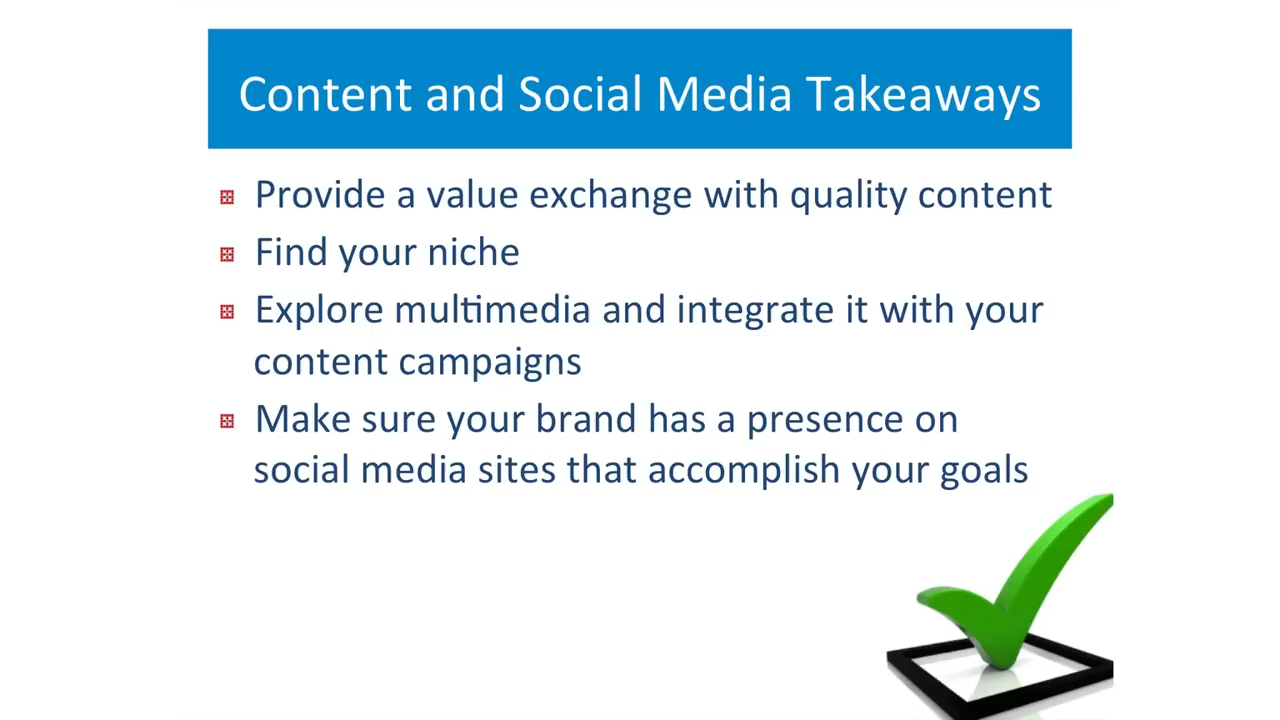 Content and Social Media Takeaways
Provide a value exchange with quality content
Find your niche
Explore multimedia and integrate it with your
content campaigns
Make sure your brand has a presence on
social media sites that accomplish your goals